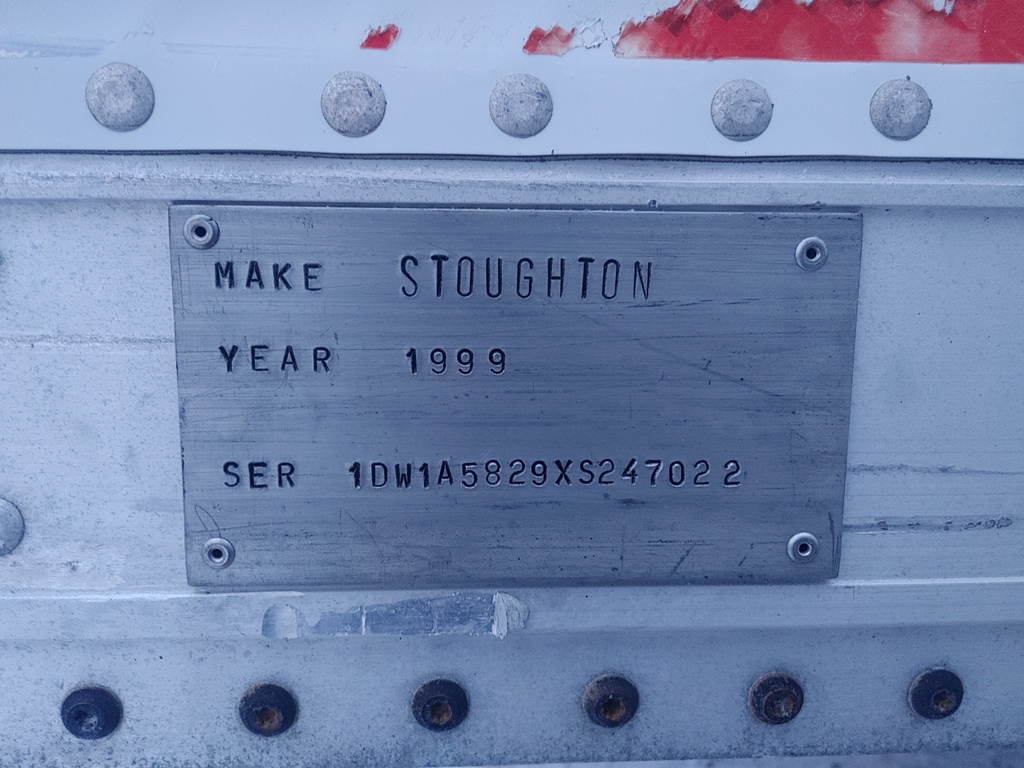 MAKE STOUGHTON
YEAR 1999
SER 1DW1A5829XS247022